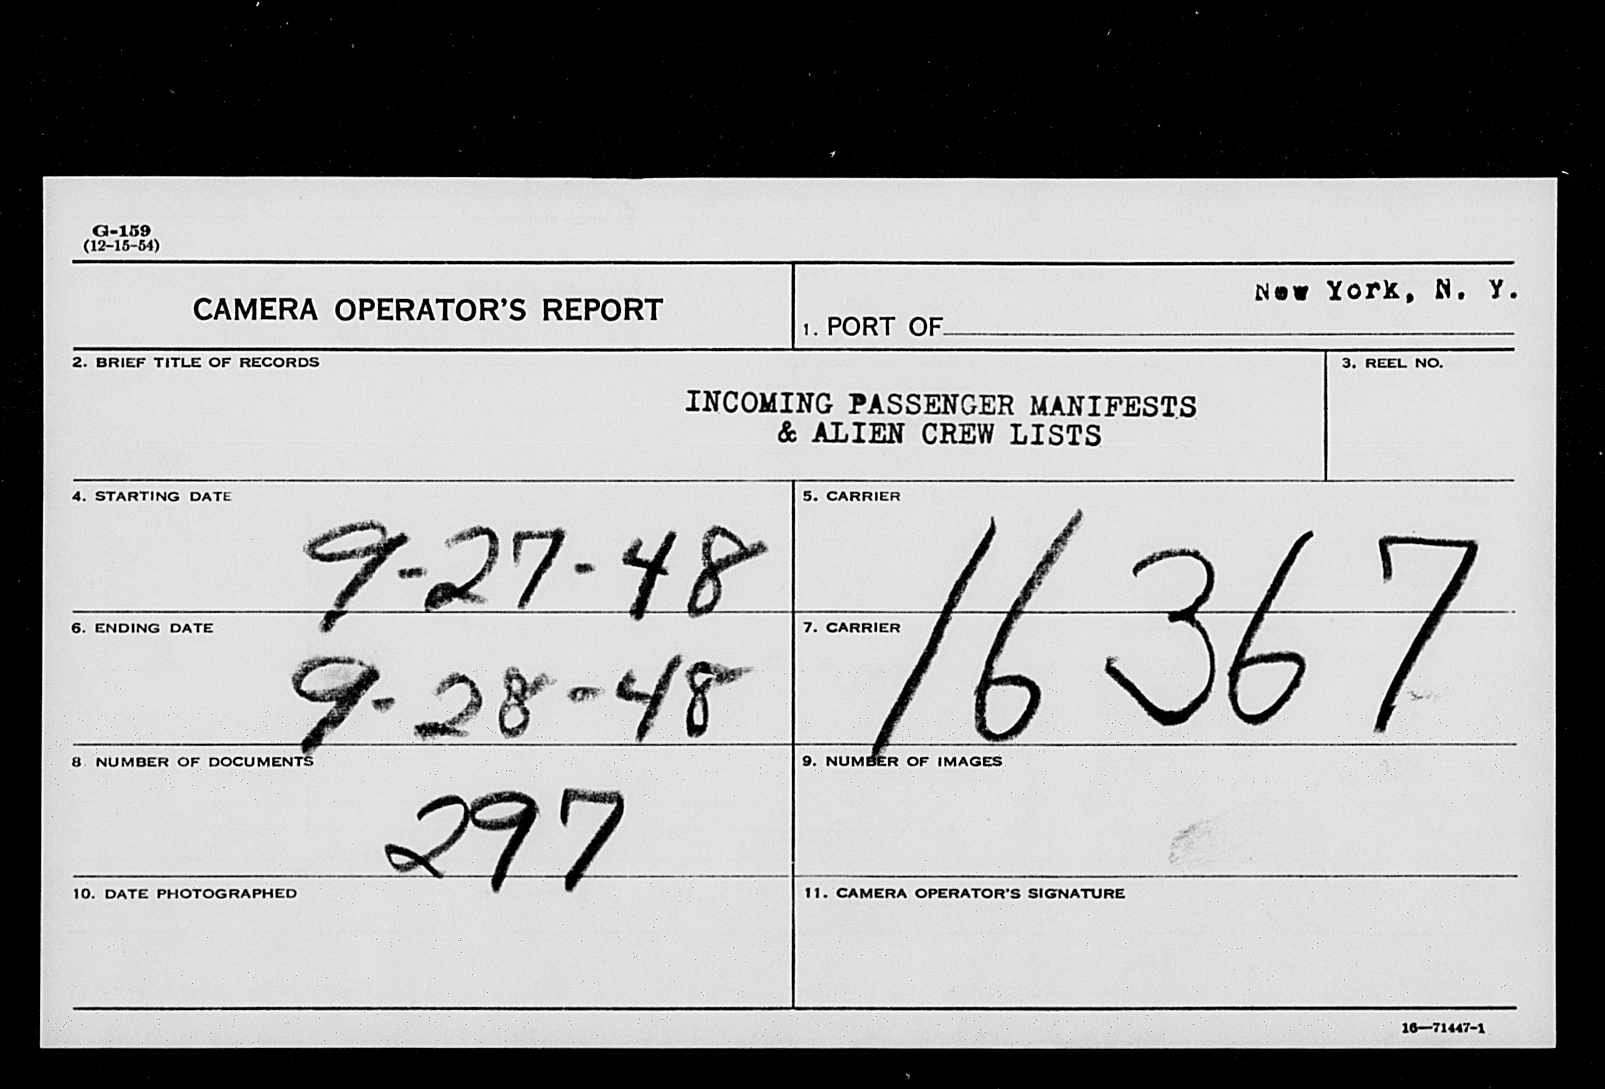 G-159
(12-15-54)
CAMERA OPERATOR'S REPORT
1. PORT OF New York, N. Y.
2. BRIEF TITLE OF RECORDS
INCOMING PASSENGER MANIFESTS
& ALIEN CREW LISTS
3. REEL NO.
4. STARTING DATE
9-27-48
5. CARRIER
16367
6. ENDING DATE
9-28-48
7. CARRIER
8 NUMBER OF DOCUMENTS
297
9. NUMBER OF IMAGES
10. DATE PHOTOGRAPHED
11. CAMERA OPERATOR'S SIGNATURE
16—71447-1